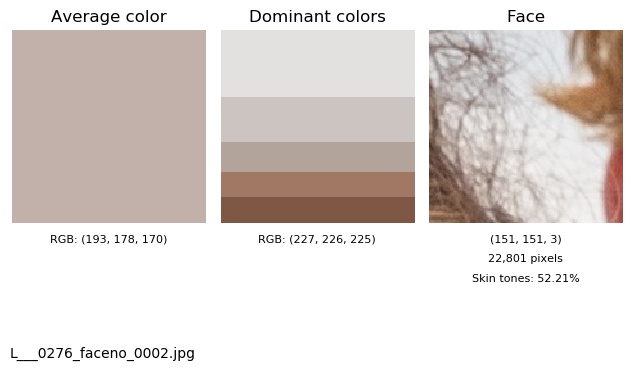 Average color
Dominant colors
Face
RGB: (193, 178, 170)
RGB: (227, 226, 225)
(151, 151, 3)
22,801 pixels
Skin tones: 52.21%
L___0276_faceno_0002.jpg